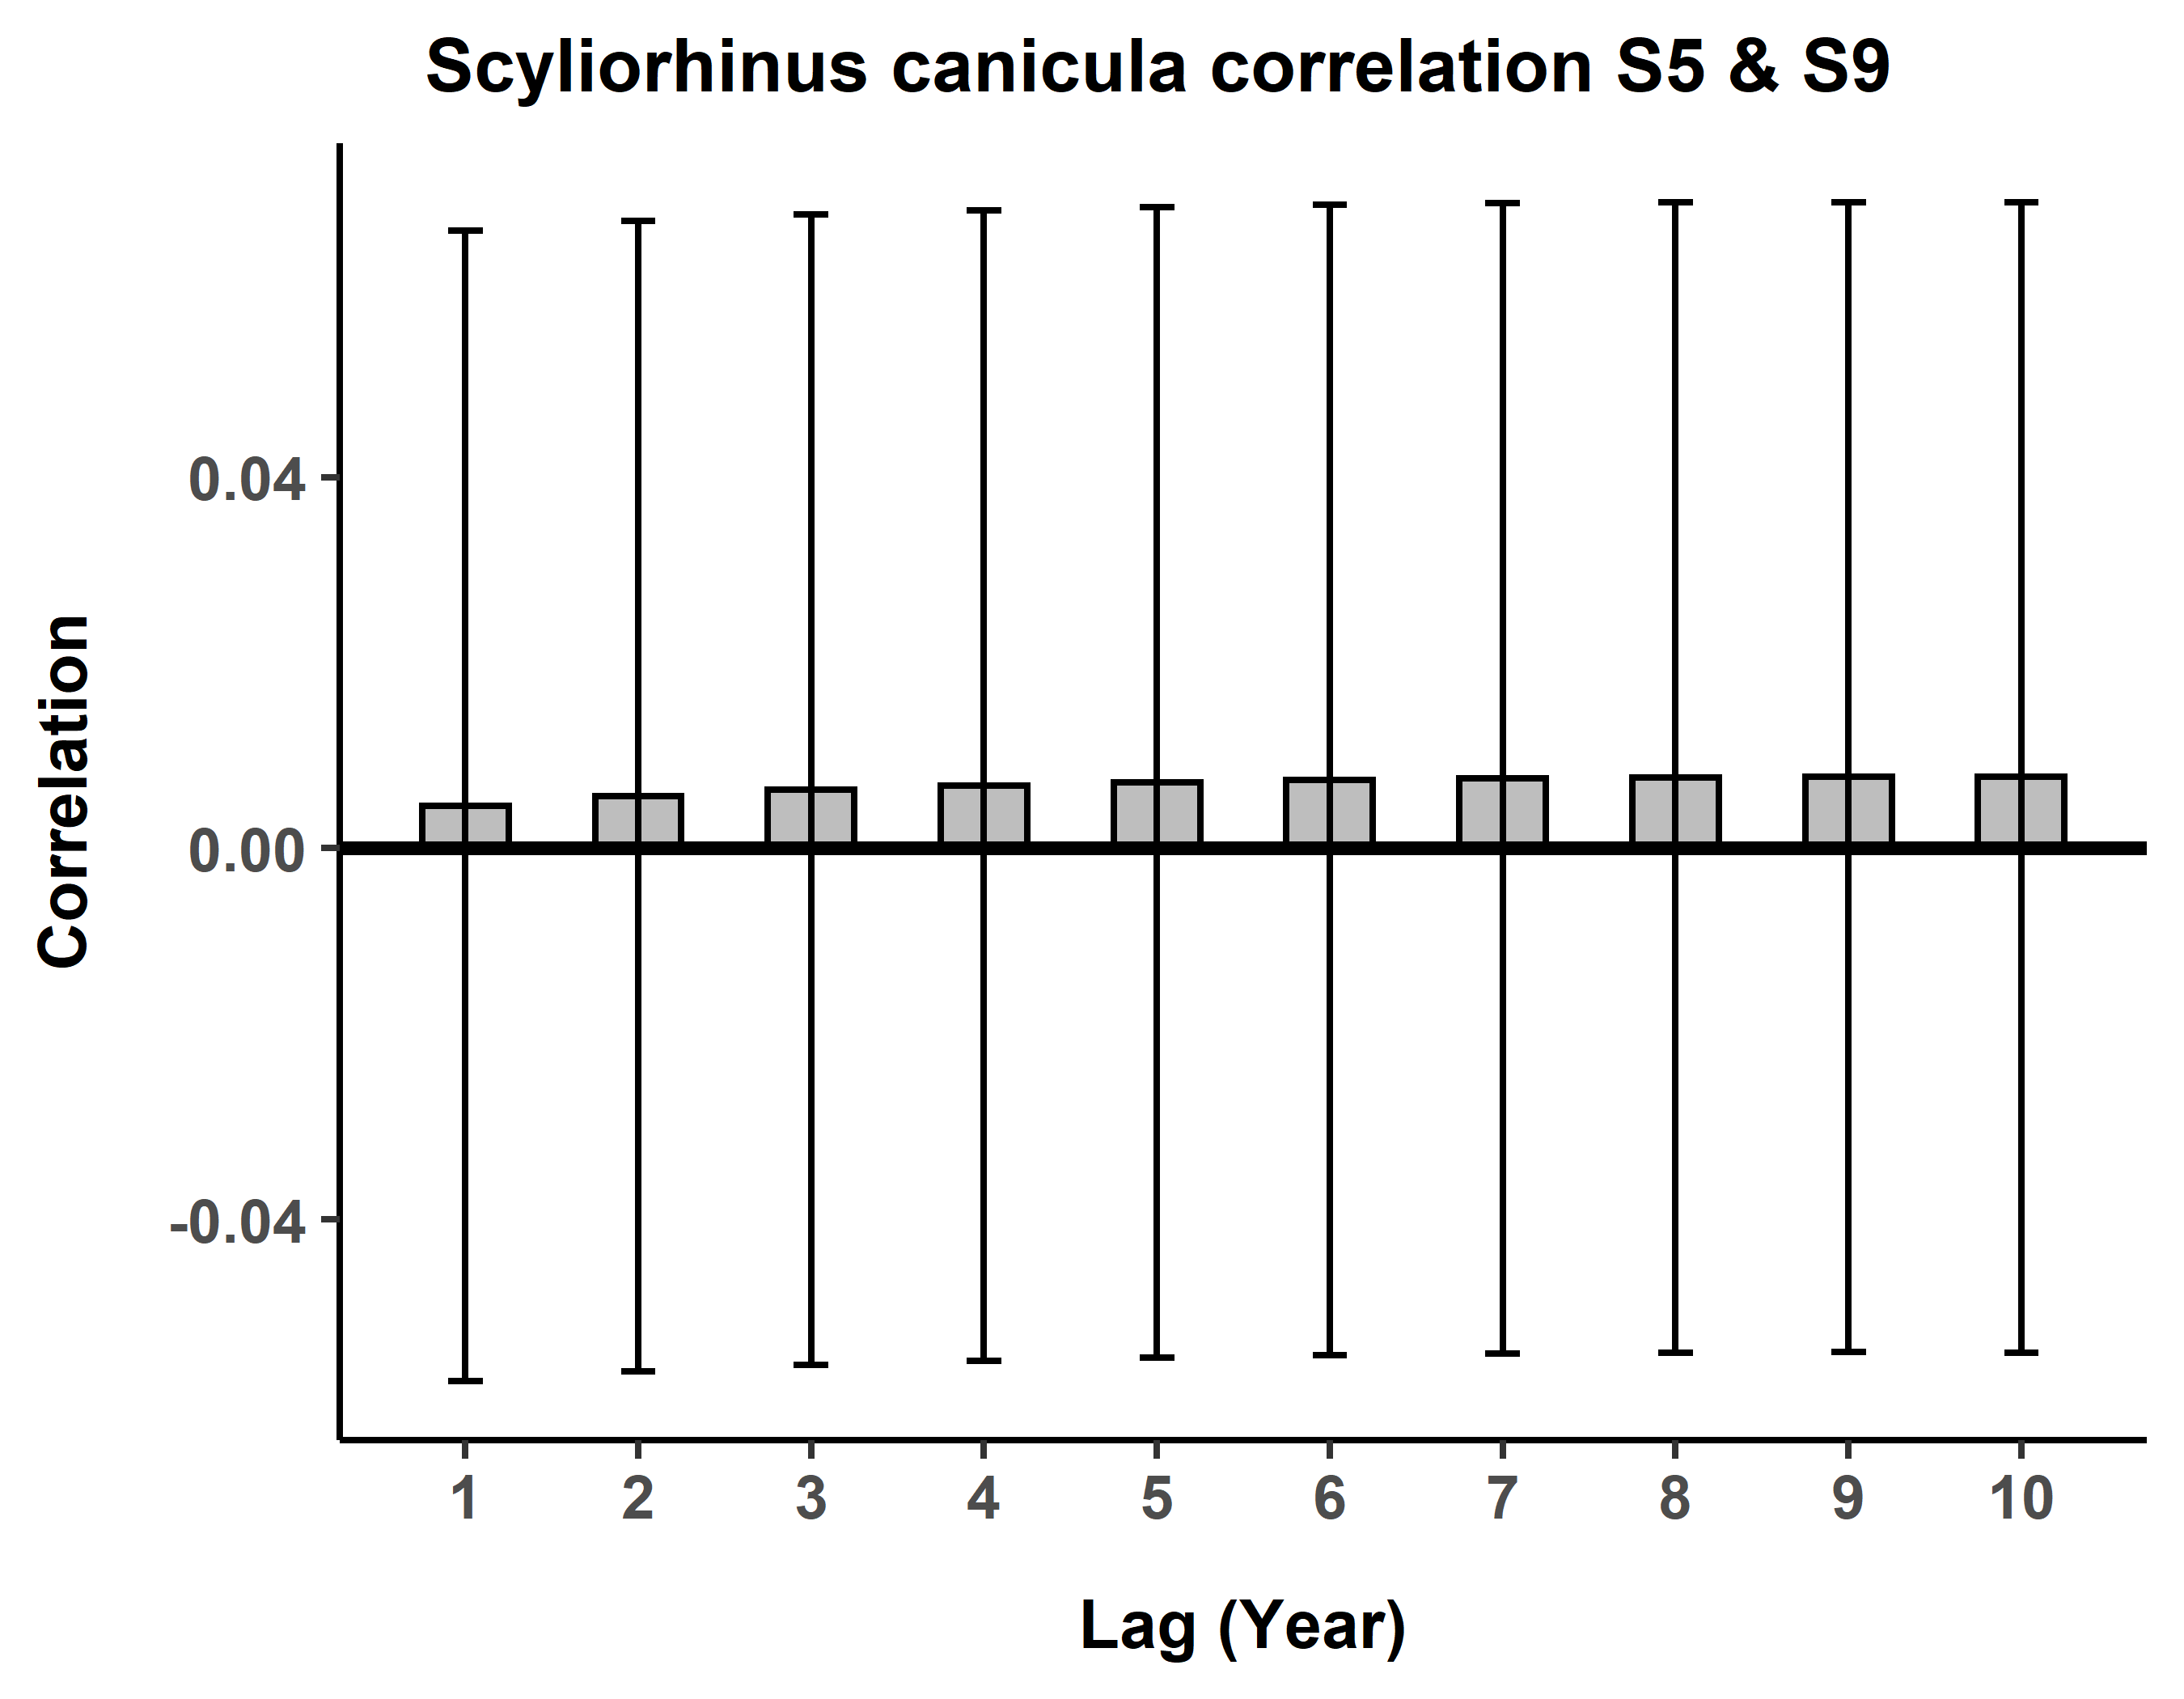 Scyliorhinus canicula correlation S5 & S9
Correlation
0.04
0.00
-0.04
1 2 3 4 5 6 7 8 9 10
Lag (Year)